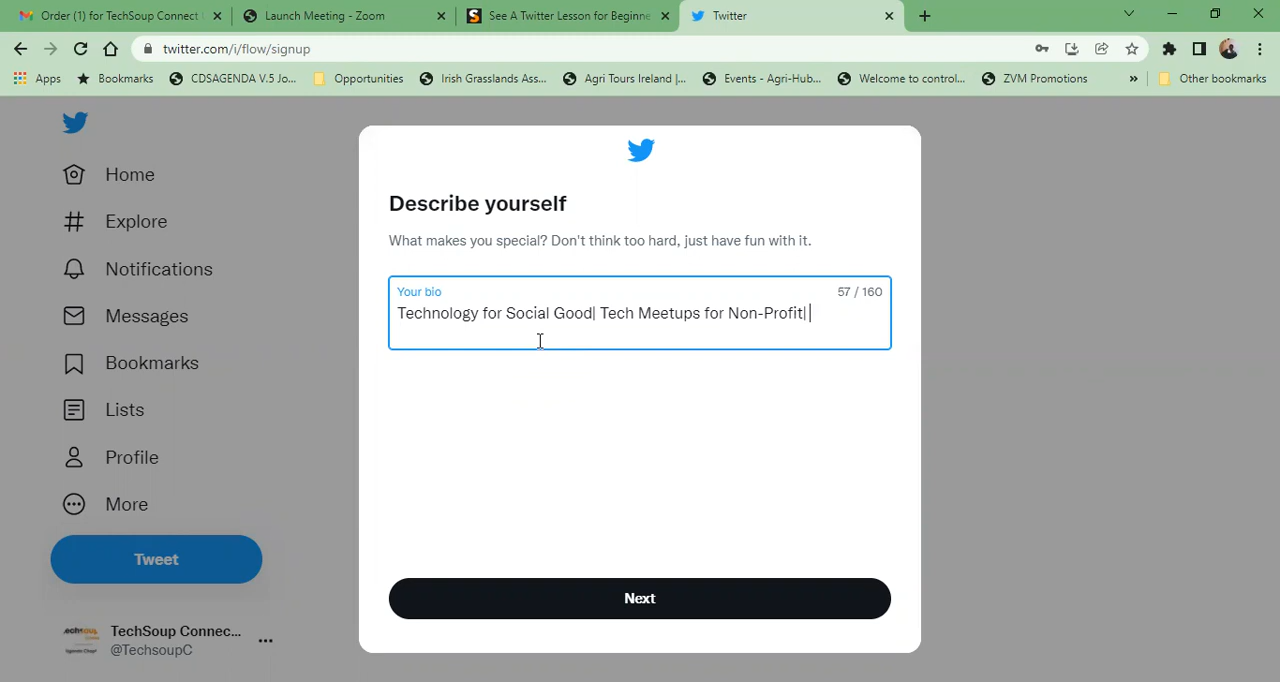 Order (1) for TechSoup Connect
Launch Meeting - Zoom
See A Twitter Lesson for Beginne
Twitter
twitter.com/i/flow/signup
Apps
Bookmarks
CDSAGENDA V.5 Jo...
Opportunities
Irish Grasslands Ass...
Agri Tours Ireland |...
Events - Agri-Hub...
Welcome to control...
ZVM Promotions
»
Other bookmarks
Home
Explore
Notifications
Messages
Bookmarks
Lists
Profile
More
Tweet
TechSoup Connec...
@TechsoupC
Describe yourself
What makes you special? Don't think too hard, just have fun with it.
Your bio
57 / 160
Technology for Social Good| Tech Meetups for Non-Profit|
Next